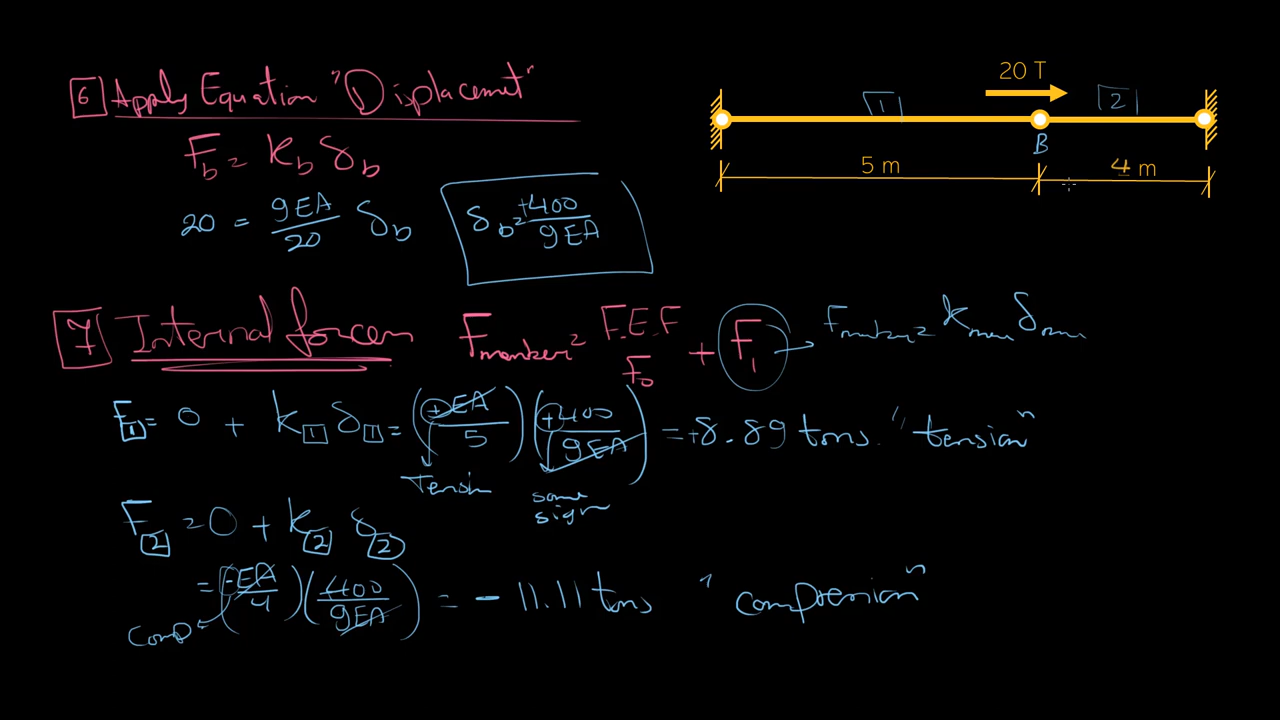 6 Apply Equation "Displacemet"
F_b = K_b δ_b
20 = 9EA/20 δ_b
δ_b = +400/9EA
20 T
1
2
B
5 m
4 m
7 Internal forces
F_member = F.E.F F_0 + F_1 → F_member = K_mem δ_mem
F_1 = 0 + K_1 δ_1 = (+EA/5)(+400/9EA) = +8.89 tons. "tension"
Tensi
same sign
F_2 = 0 + K_2 δ_2
= (-EA/4)(+400/9EA) = - 11.11 tons "compression"
Comp